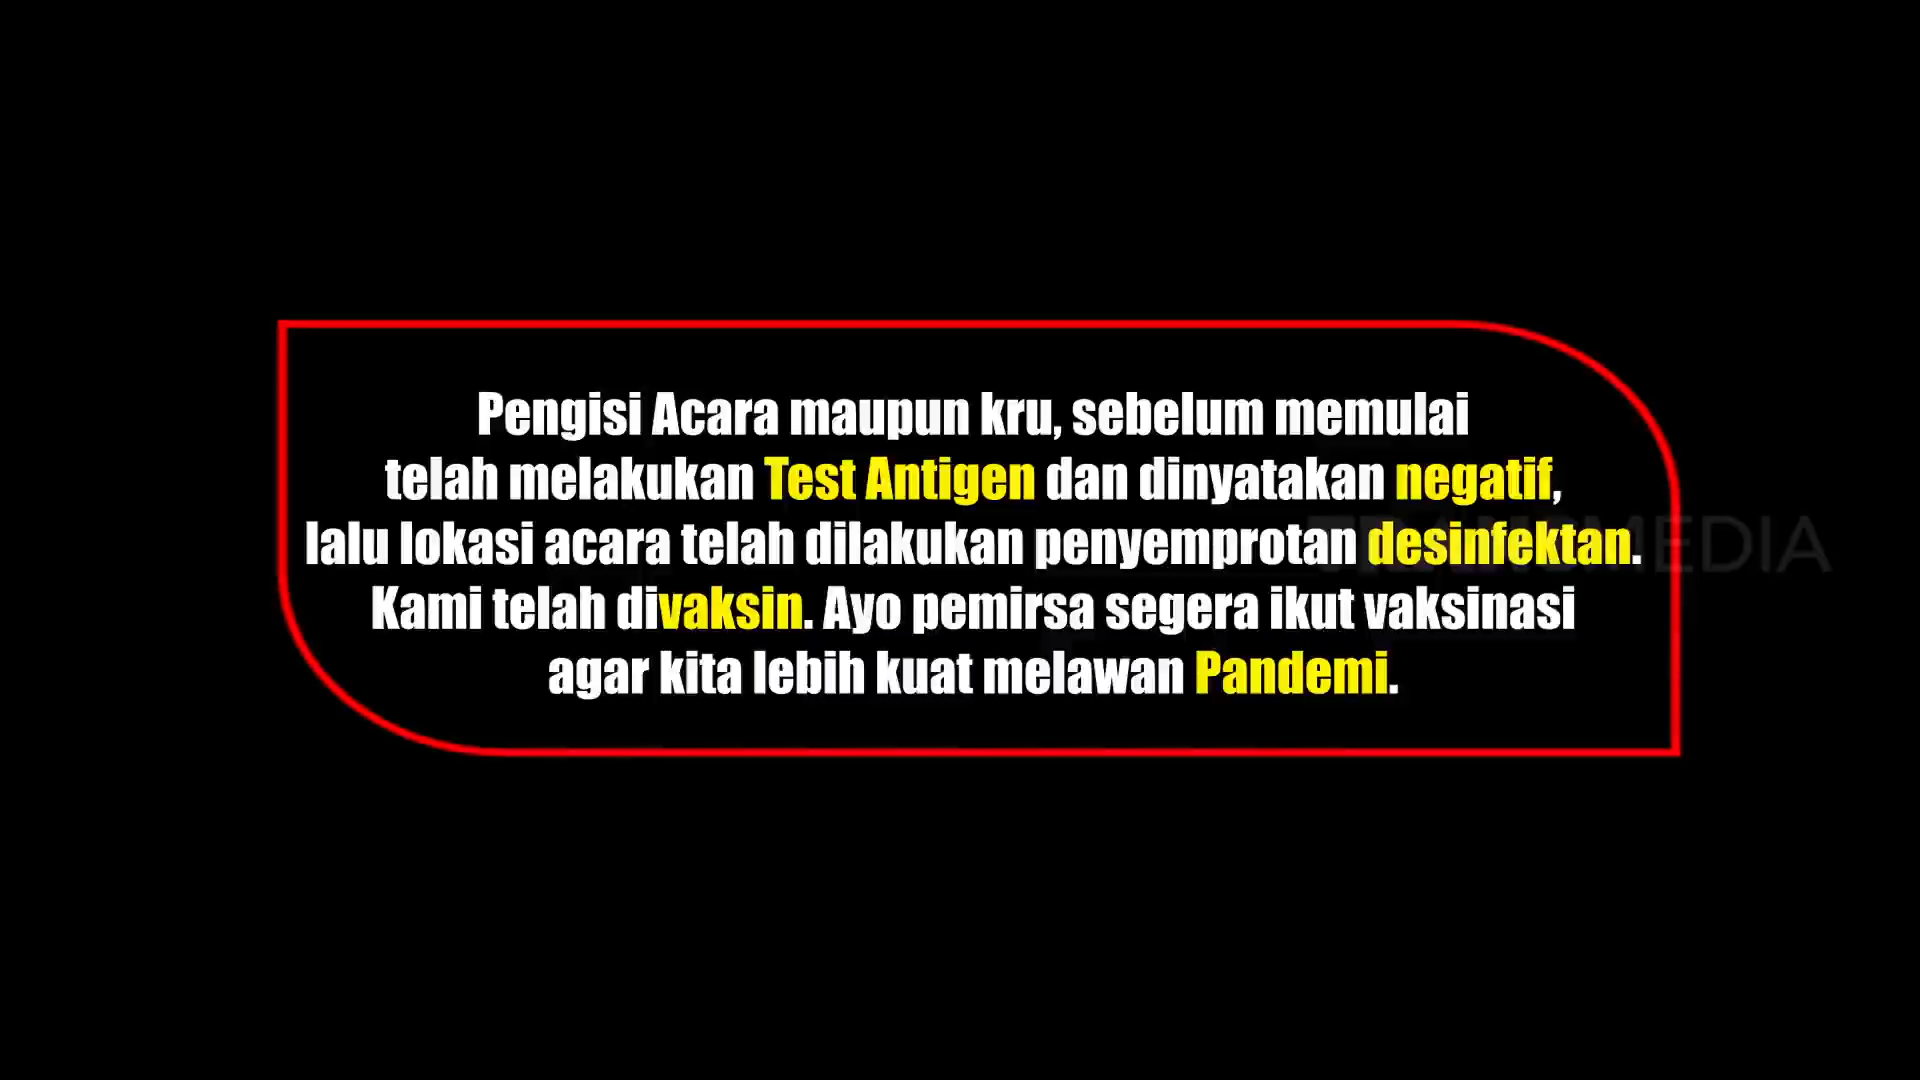 Pengisi Acara maupun kru, sebelum memulai
telah melakukan Test Antigen dan dinyatakan negatif,
lalu lokasi acara telah dilakukan penyemprotan desinfektan.
Kami telah divaksin. Ayo pemirsa segera ikut vaksinasi
agar kita lebih kuat melawan Pandemi.
TRANSMEDIA